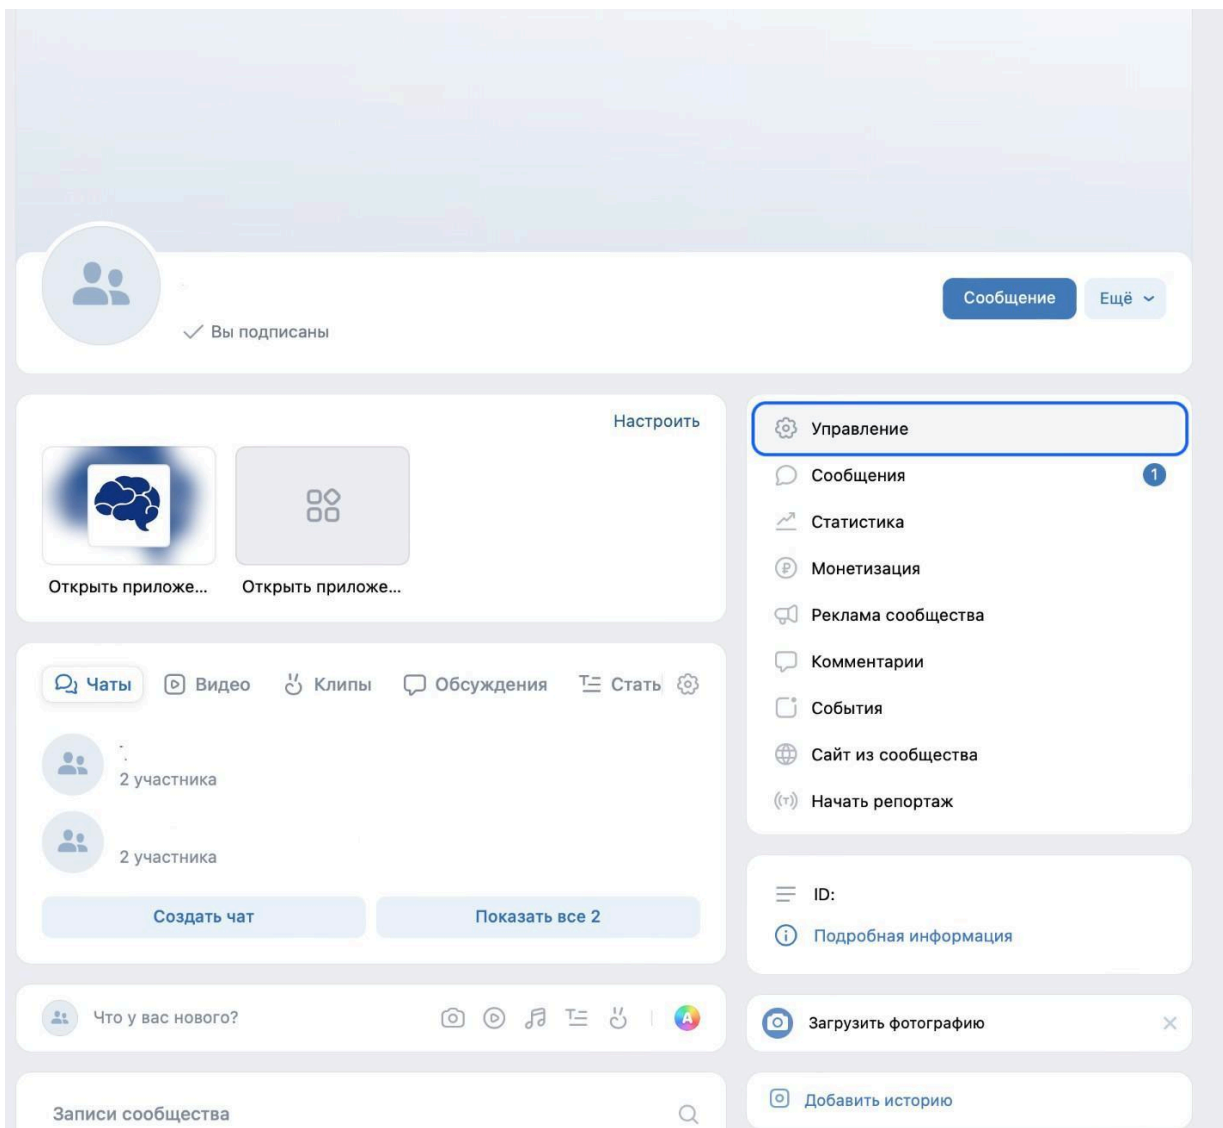 Сообщение
Ещё
Вы подписаны
Настроить
Открыть приложе...
Открыть приложе...
Чаты
Видео
Клипы
Обсуждения
Стать
2 участника
2 участника
Создать чат
Показать все 2
Что у вас нового?
Записи сообщества
Управление
Сообщения 1
Статистика
Монетизация
Реклама сообщества
Комментарии
События
Сайт из сообщества
Начать репортаж
ID:
Подробная информация
Загрузить фотографию
Добавить историю